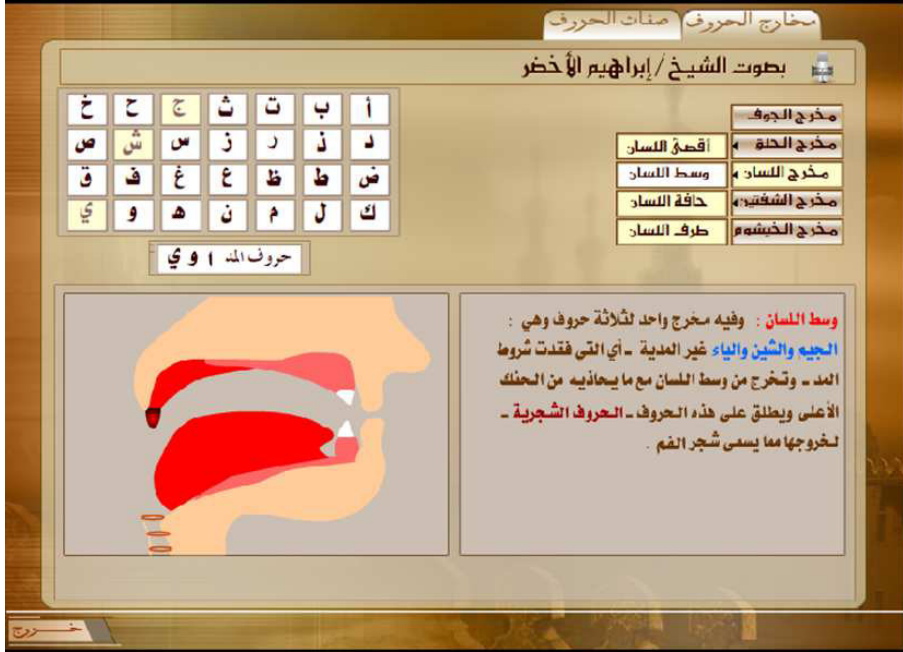 مخارج الحروف صفات الحروف
بصوت الشيخ / إبراهيم الأخضر
أ ب ت ث ج ح خ
د ذ ر ز س ش ص
ض ط ظ ع غ ف ق
ك ل م ن ه و ي
حروف المد ا و ي
مخرج الجوف
مخرج الحلق
مخرج اللسان
مخرج الشفتين
مخرج الخيشوم
أقصى اللسان
وسط اللسان
حافة اللسان
طرف اللسان
وسط اللسان : وفيه مخرج واحد لثلاثة حروف وهي :
الجيم والشين والياء غير المدية ـ أي التي فقدت شروط
المد ـ وتخرج من وسط اللسان مع ما يحاذيه من الحنك
الأعلى ويطلق على هذه الحروف ـ الحروف الشجرية ـ
لخروجها مما يسمى شجر الفم .
خروج